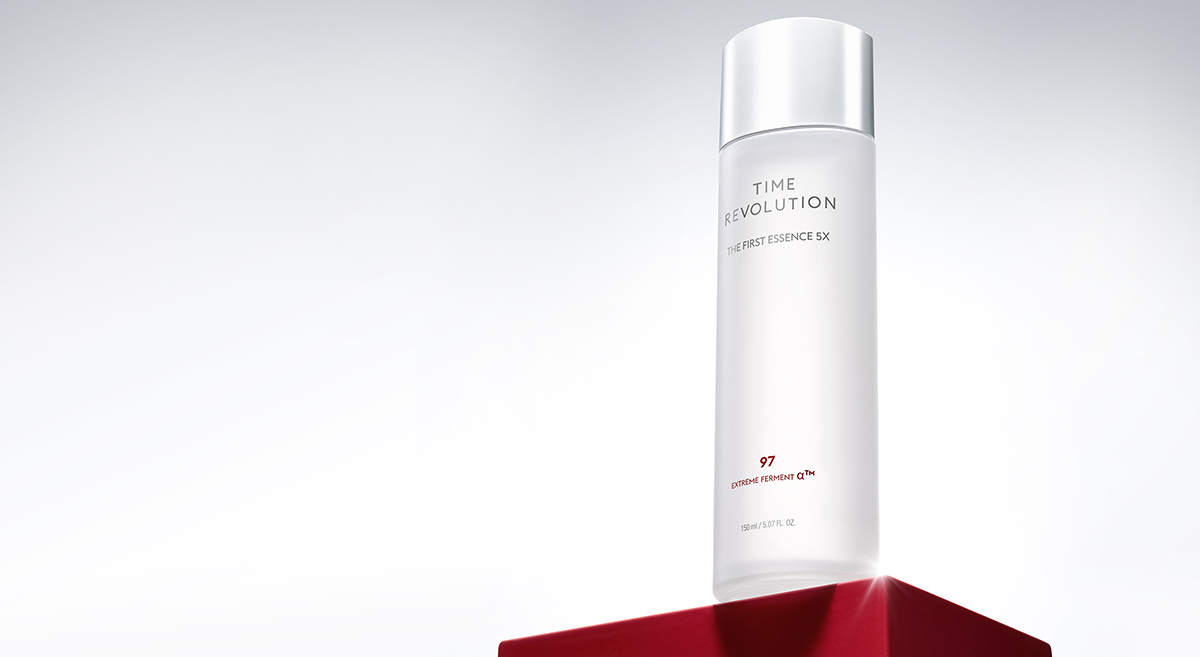 TIME
REVOLUTION
THE FIRST ESSENCE 5X
97
EXTREME FERMENT α™
150 ml / 5.07 FL. OZ.